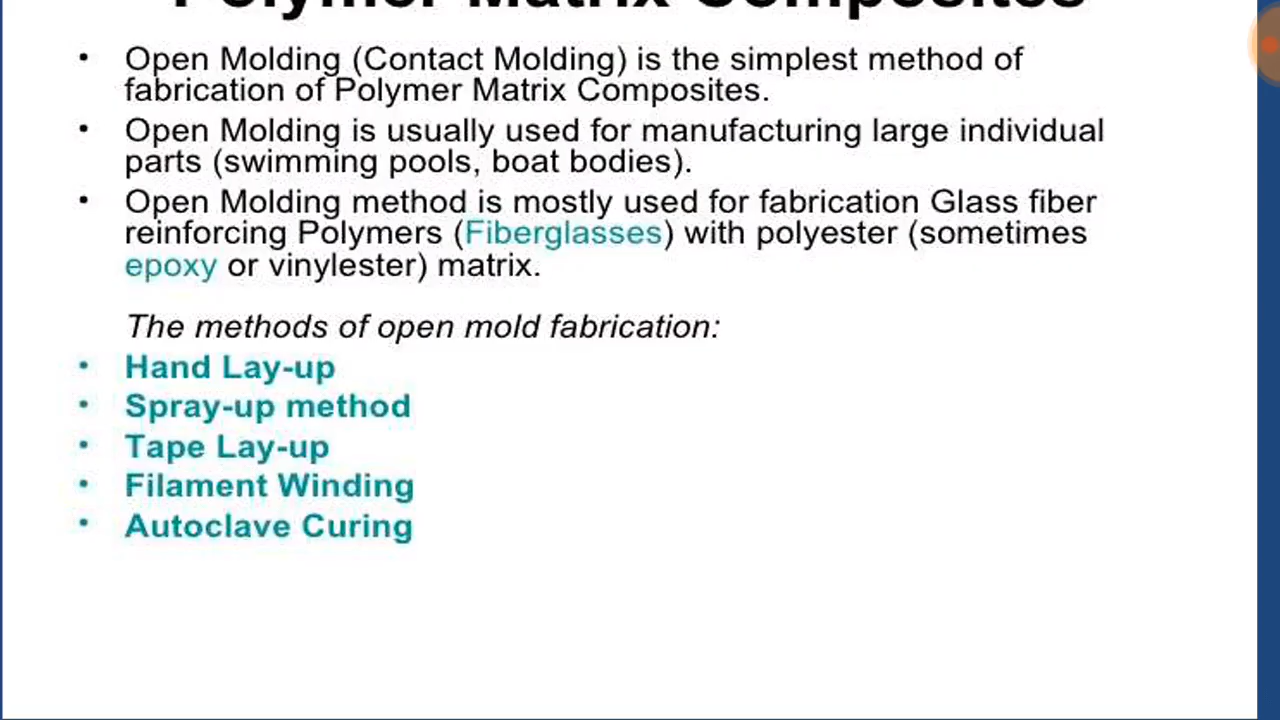 Polymer Matrix Composites
• Open Molding (Contact Molding) is the simplest method of
fabrication of Polymer Matrix Composites.
• Open Molding is usually used for manufacturing large individual
parts (swimming pools, boat bodies).
• Open Molding method is mostly used for fabrication Glass fiber
reinforcing Polymers (Fiberglasses) with polyester (sometimes
epoxy or vinylester) matrix.
The methods of open mold fabrication:
• Hand Lay-up
• Spray-up method
• Tape Lay-up
• Filament Winding
• Autoclave Curing